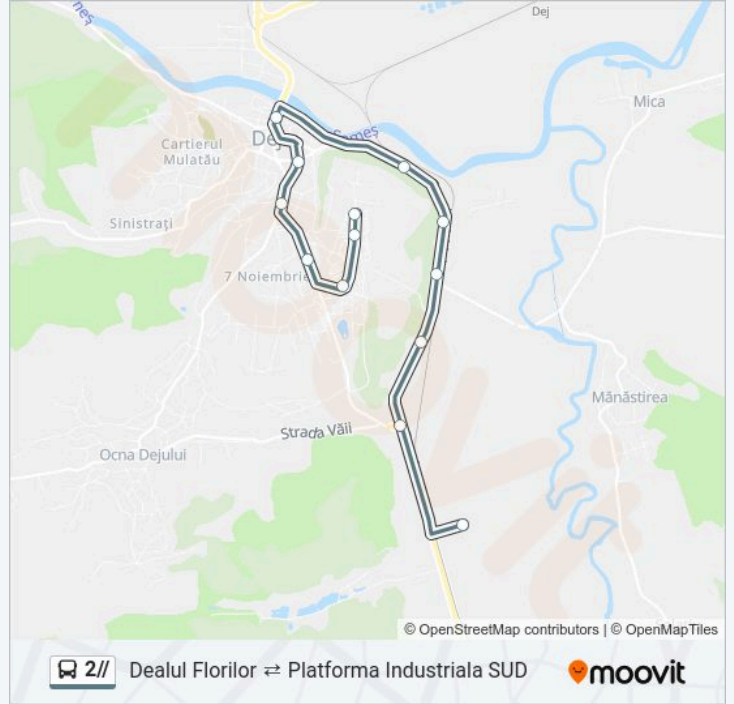 meș
Dej
Mica
Someș
Dej
Cartierul
Mulatău
Sinistrați
7 Noiembrie
Mănăstirea
Strada Văii
Ocna Dejului
© OpenStreetMap contributors | © OpenMapTiles
2// Dealul Florilor ⇄ Platforma Industriala SUD moovit